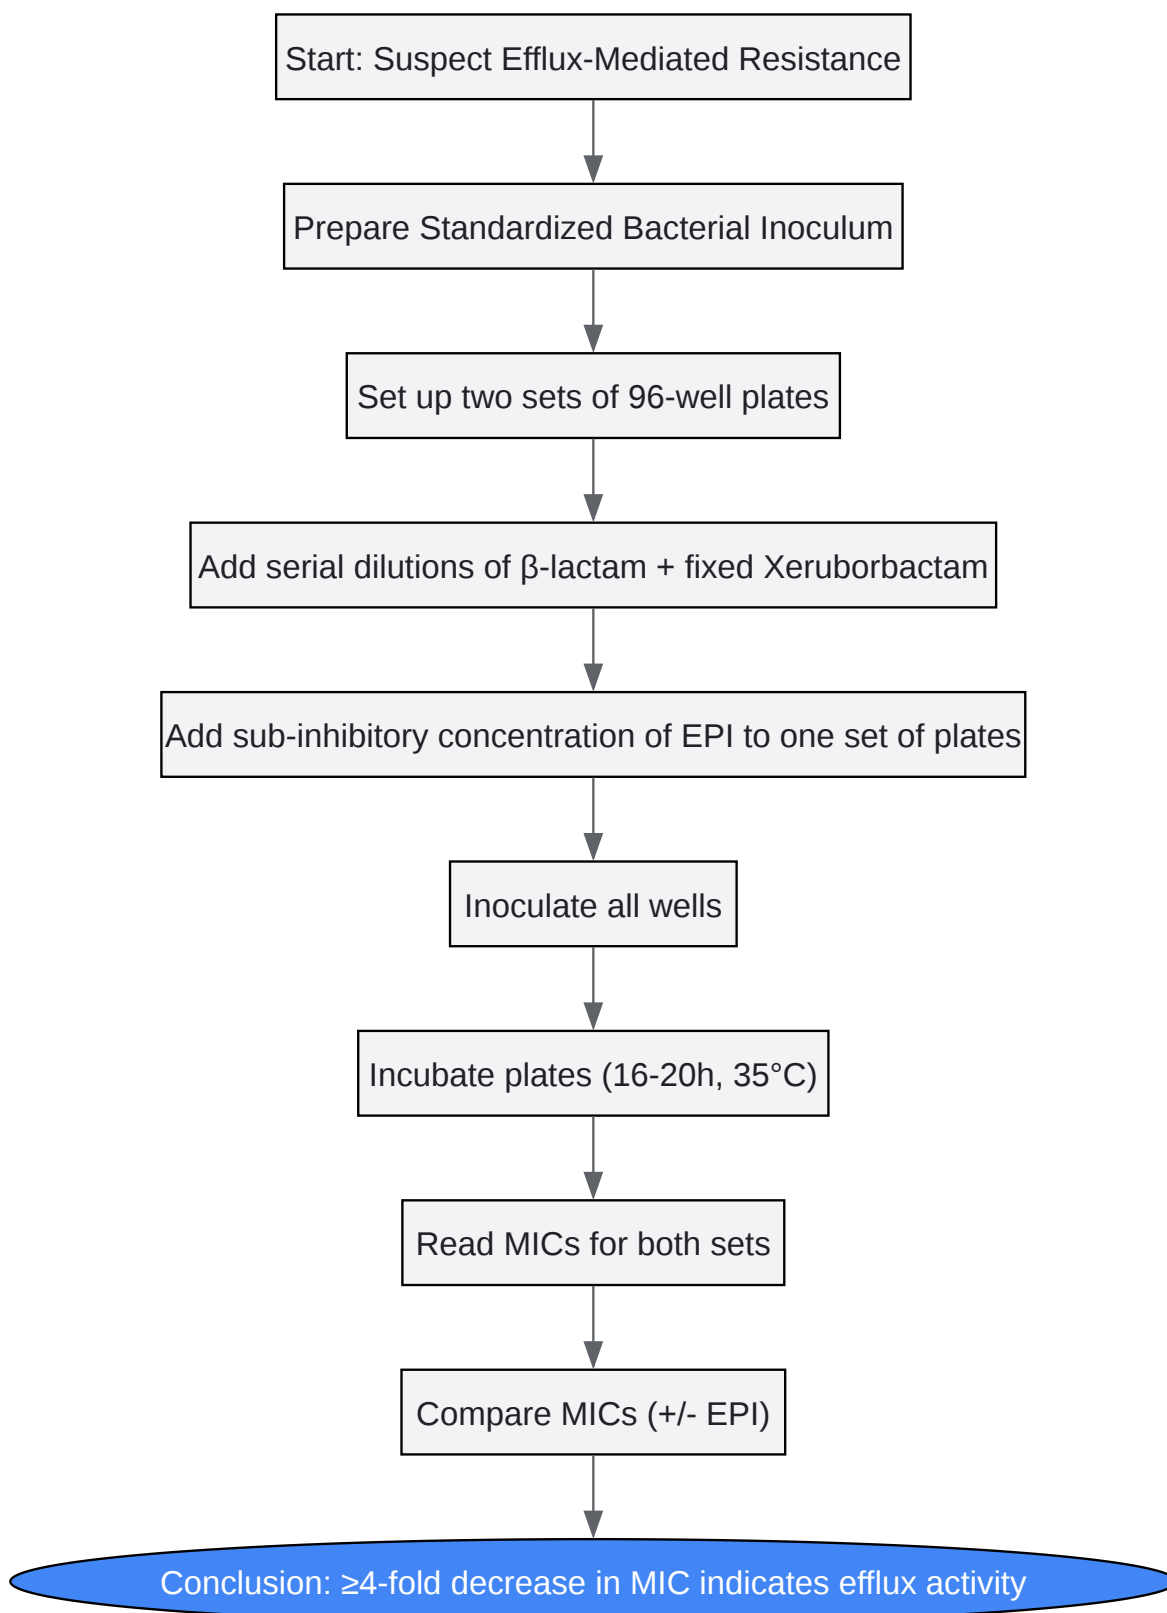 Start: Suspect Efflux-Mediated Resistance
Prepare Standardized Bacterial Inoculum
Set up two sets of 96-well plates
Add serial dilutions of β-lactam + fixed Xeruborbactam
Add sub-inhibitory concentration of EPI to one set of plates
Inoculate all wells
Incubate plates (16-20h, 35°C)
Read MICs for both sets
Compare MICs (+/- EPI)
Conclusion: ≥4-fold decrease in MIC indicates efflux activity